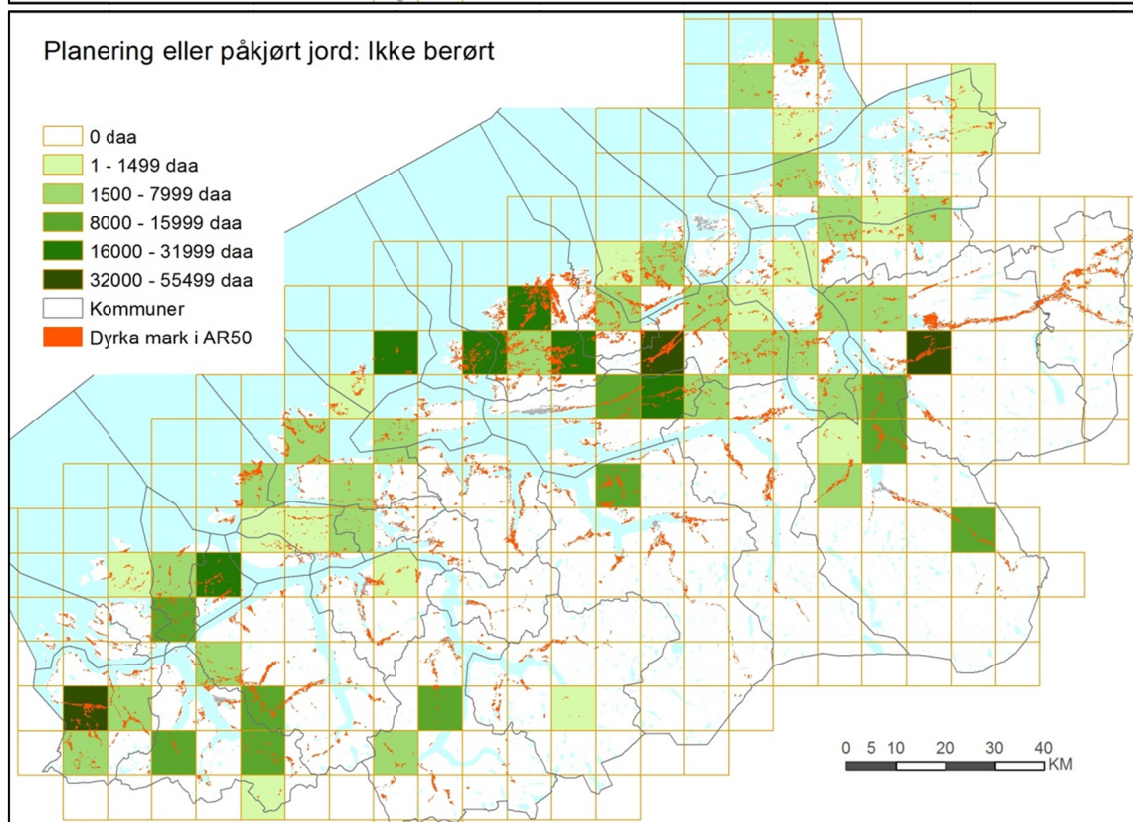 Planering eller påkjørt jord: Ikke berørt
0 daa
1 - 1499 daa
1500 - 7999 daa
8000 - 15999 daa
16000 - 31999 daa
32000 - 55499 daa
Kommuner
Dyrka mark i AR50
0 5 10 20 30 40
KM